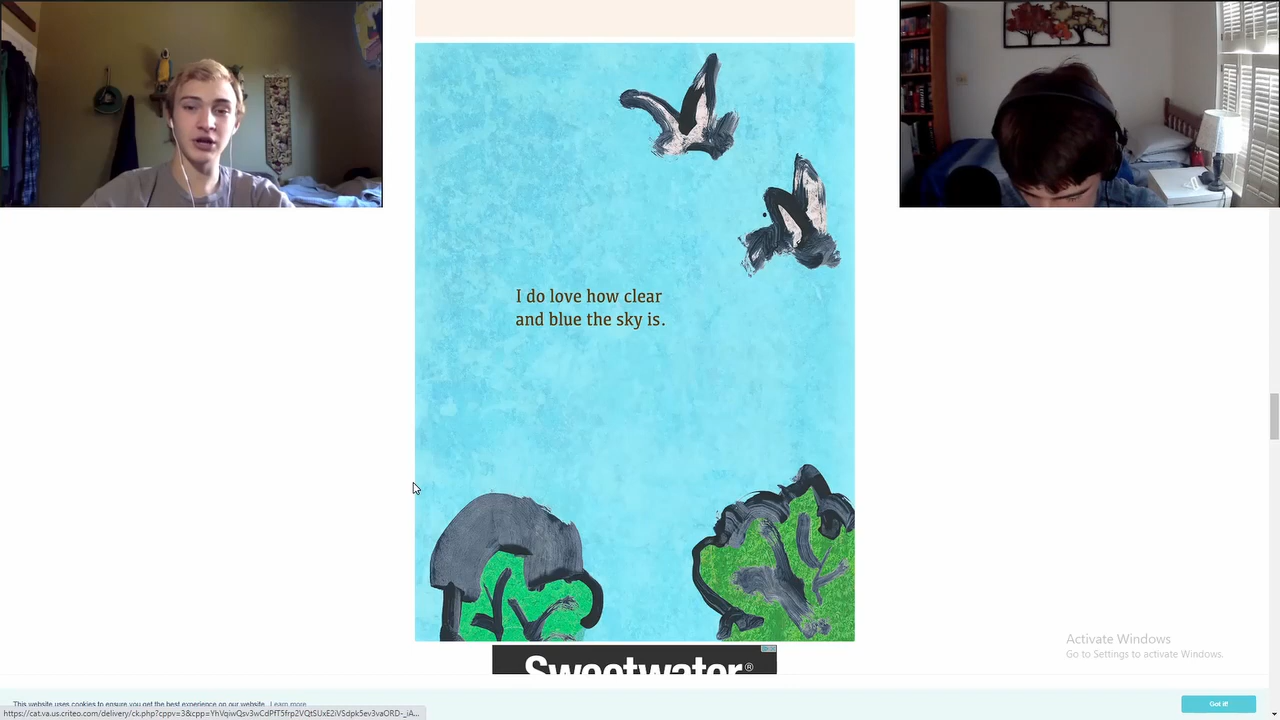 I do love how clear
and blue the sky is.
Sweetwater®
Activate Windows
Go to Settings to activate Windows.
This website uses cookies to ensure you get the best experience on our website. Learn more
Got it!